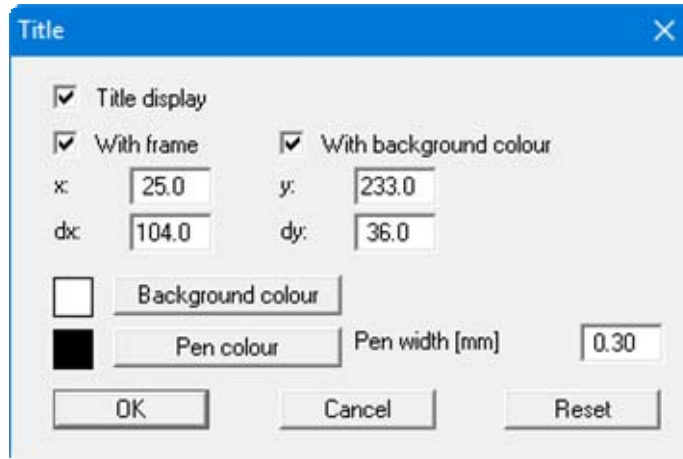 Title
Title display
With frame With background colour
x: 25.0 y: 233.0
dx: 104.0 dy: 36.0
Background colour
Pen colour Pen width [mm] 0.30
OK Cancel Reset